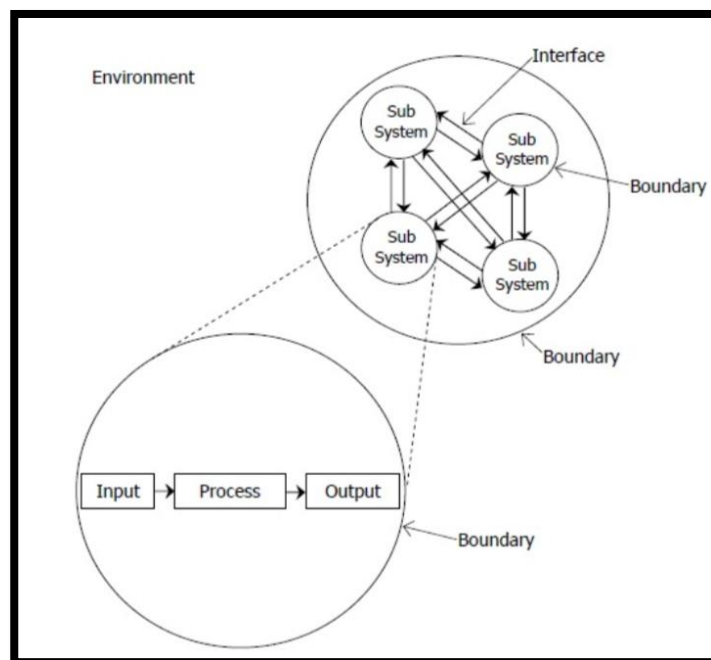 Interface
Environment
Sub
System
Sub
System
Boundary
Sub
System
Sub
System
Boundary
Input
Process
Output
Boundary